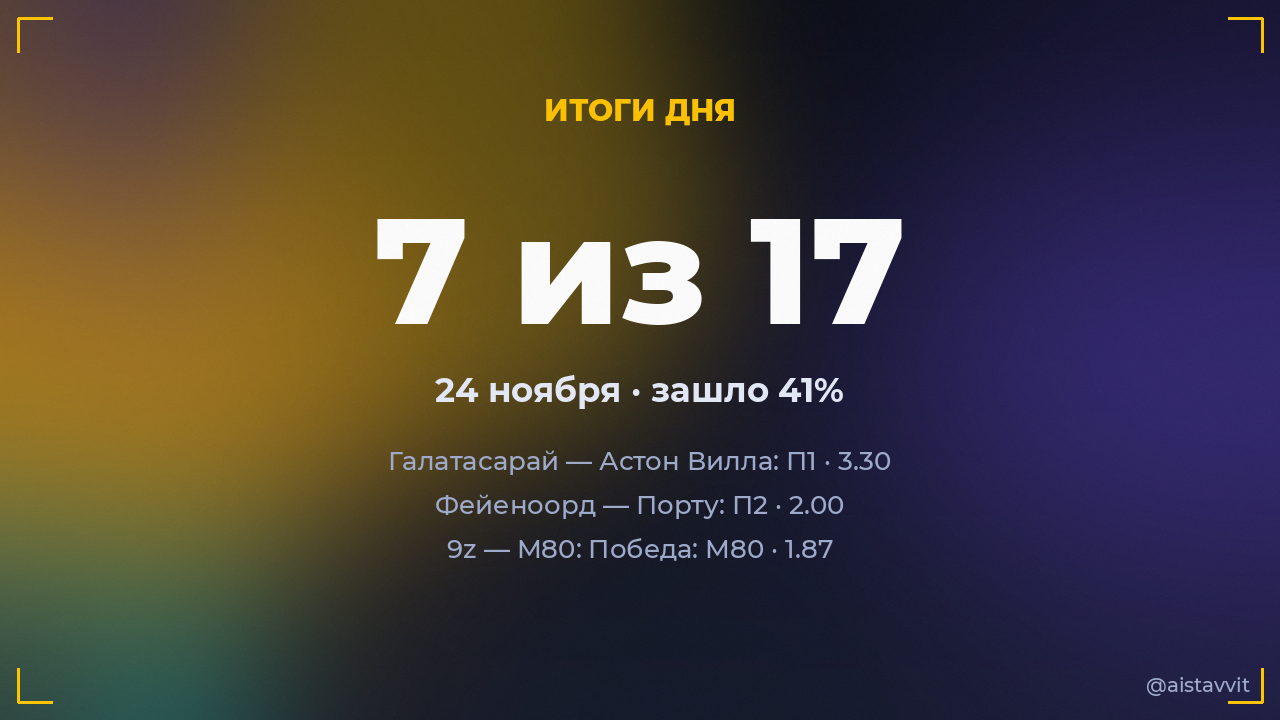 ИТОГИ ДНЯ
7 из 17
24 ноября · зашло 41%
Галатасарай — Астон Вилла: П1 · 3.30
Фейеноорд — Порту: П2 · 2.00
9z — M80: Победа: M80 · 1.87
@aistavvit